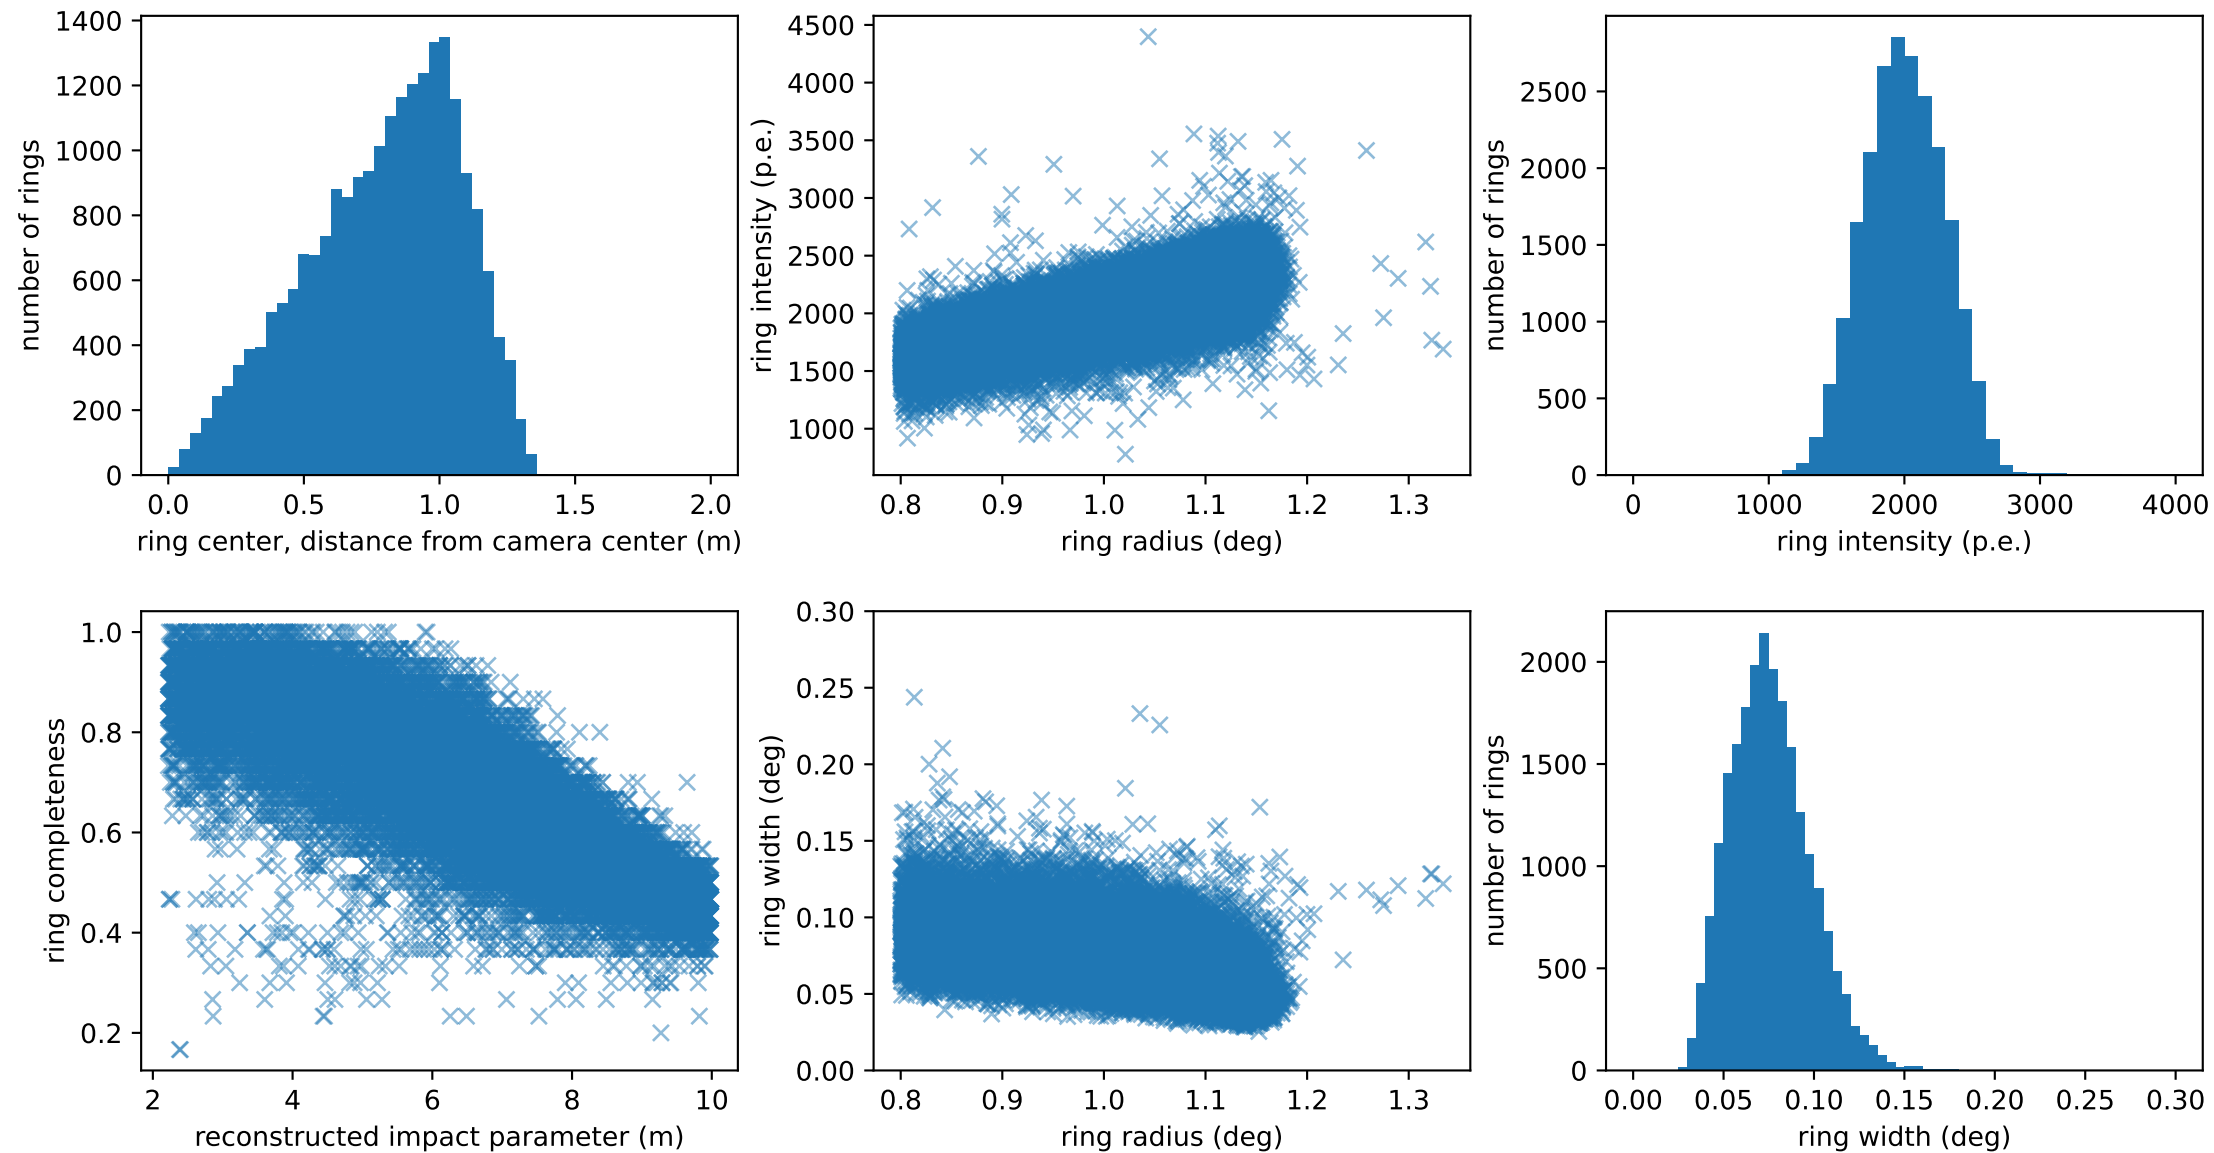 1400
1200
1000
800
600
400
200
0
number of rings
0.0 0.5 1.0 1.5 2.0
ring center, distance from camera center (m)
4500
4000
3500
3000
2500
2000
1500
1000
ring intensity (p.e.)
0.8 0.9 1.0 1.1 1.2 1.3
ring radius (deg)
2500
2000
1500
1000
500
0
number of rings
0 1000 2000 3000 4000
ring intensity (p.e.)
1.0
0.8
0.6
0.4
0.2
ring completeness
2 4 6 8 10
reconstructed impact parameter (m)
0.30
0.25
0.20
0.15
0.10
0.05
0.00
ring width (deg)
0.8 0.9 1.0 1.1 1.2 1.3
ring radius (deg)
2000
1500
1000
500
0
number of rings
0.00 0.05 0.10 0.15 0.20 0.25 0.30
ring width (deg)